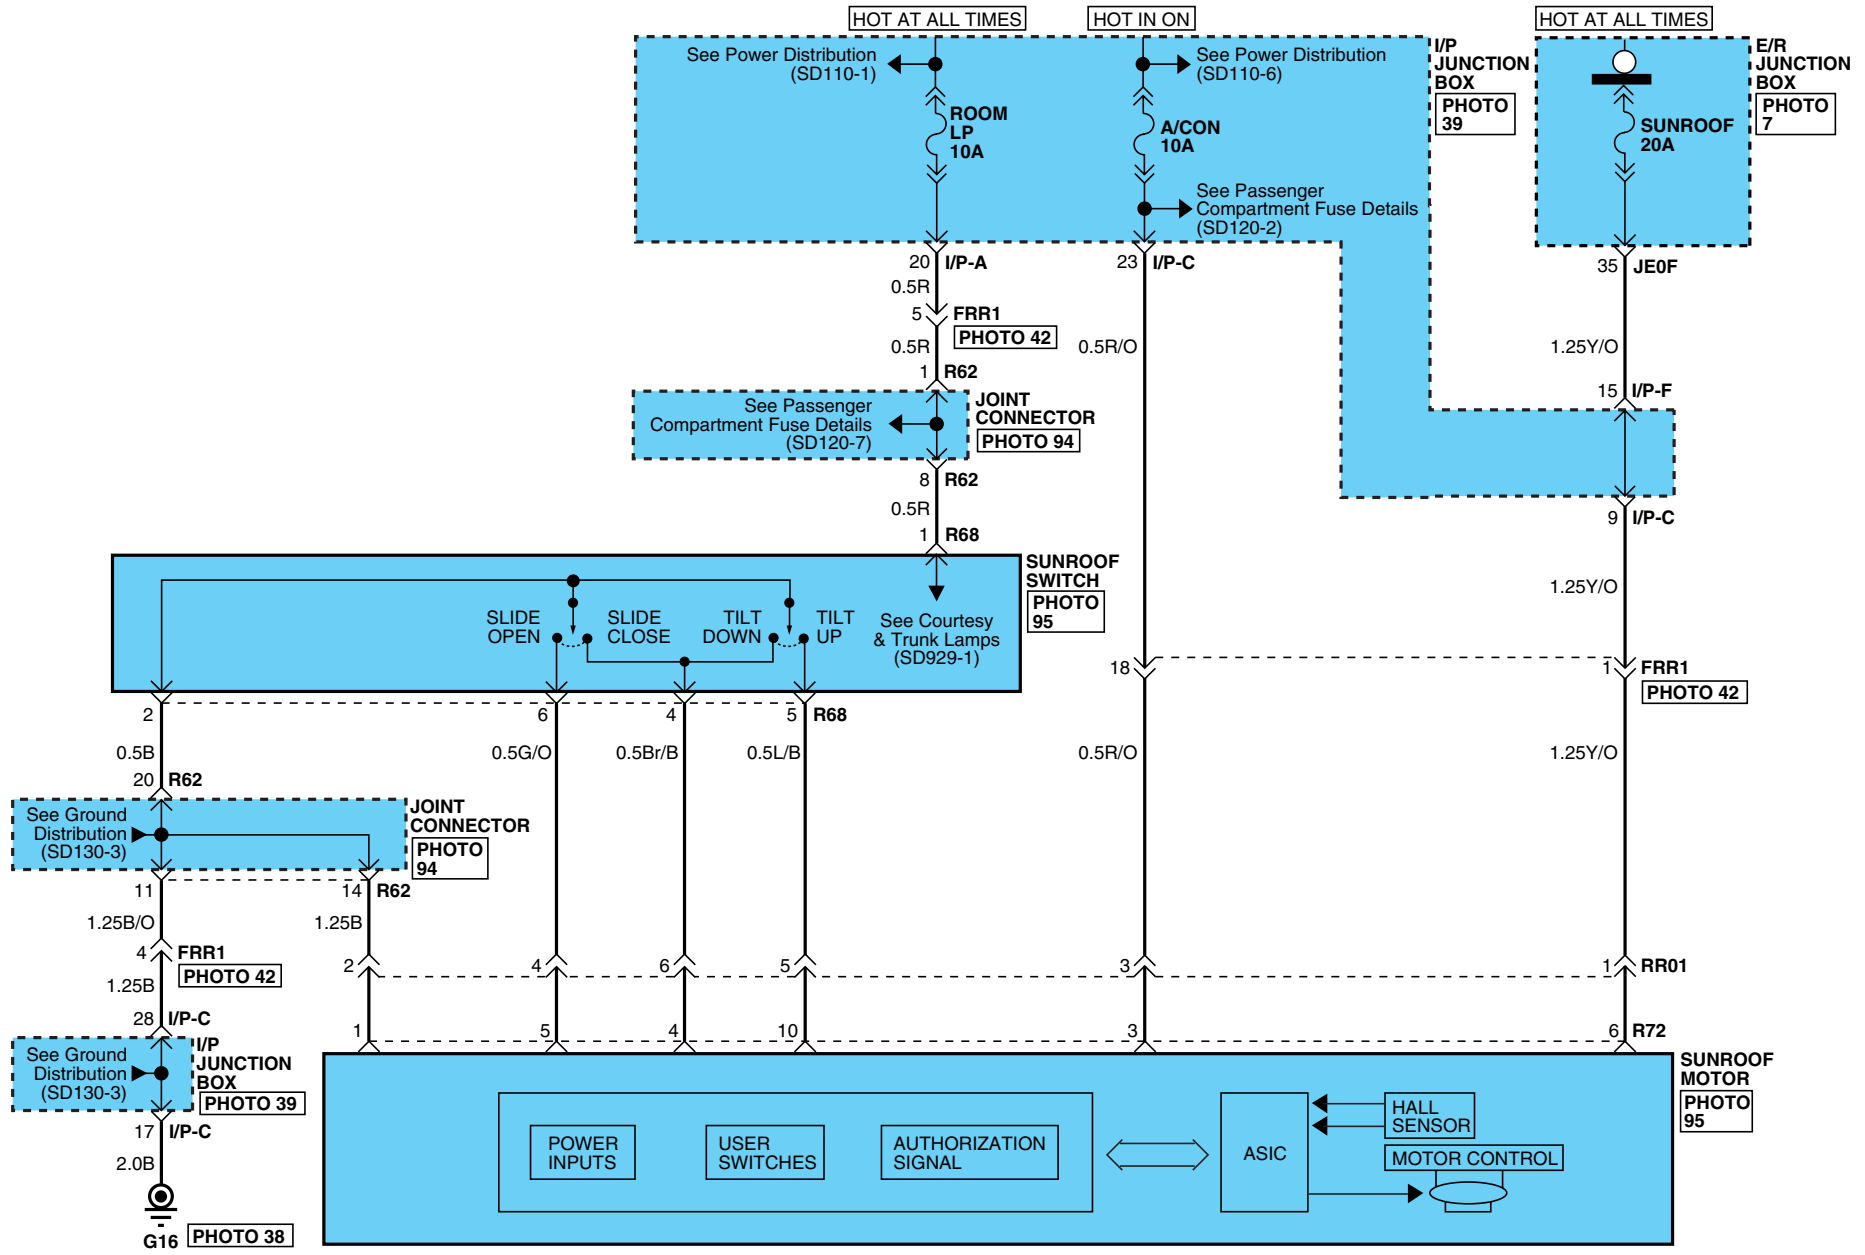 HOT AT ALL TIMES
HOT IN ON
HOT AT ALL TIMES
See Power Distribution
(SD110-1)
See Power Distribution
(SD110-6)
I/P
JUNCTION
BOX
PHOTO
39
E/R
JUNCTION
BOX
PHOTO
7
ROOM
LP
10A
A/CON
10A
SUNROOF
20A
See Passenger
Compartment Fuse Details
(SD120-2)
20 I/P-A
23 I/P-C
35 JE0F
0.5R
5 FRR1
PHOTO 42
0.5R
0.5R/O
1.25Y/O
1 R62
15 I/P-F
See Passenger
Compartment Fuse Details
(SD120-7)
JOINT
CONNECTOR
PHOTO 94
8 R62
0.5R
9 I/P-C
1 R68
SUNROOF
SWITCH
PHOTO
95
1.25Y/O
SLIDE
OPEN
SLIDE
CLOSE
TILT
DOWN
TILT
UP
See Courtesy
& Trunk Lamps
(SD929-1)
18
1 FRR1
PHOTO 42
2
6
4
5 R68
0.5B
0.5G/O
0.5Br/B
0.5L/B
0.5R/O
1.25Y/O
20 R62
See Ground
Distribution
(SD130-3)
JOINT
CONNECTOR
PHOTO
94
11
14 R62
1.25B/O
1.25B
4 FRR1
PHOTO 42
2
4
6
5
3
1 RR01
1.25B
28 I/P-C
1
5
4
10
3
6 R72
See Ground
Distribution
(SD130-3)
I/P
JUNCTION
BOX
PHOTO 39
SUNROOF
MOTOR
PHOTO
95
17 I/P-C
2.0B
G16
PHOTO 38
POWER
INPUTS
USER
SWITCHES
AUTHORIZATION
SIGNAL
ASIC
HALL
SENSOR
MOTOR CONTROL